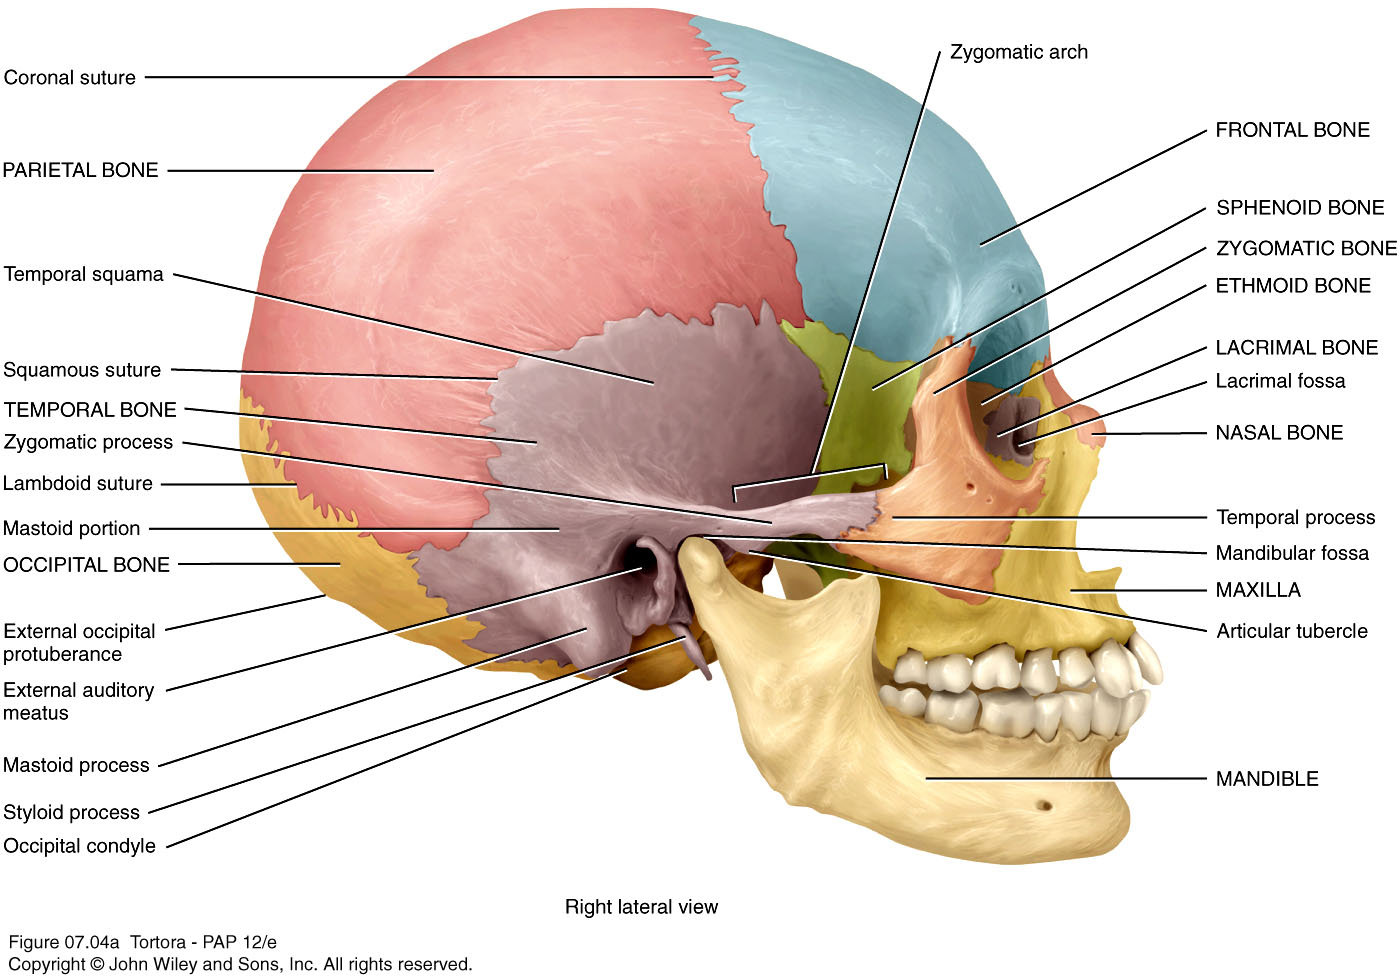 Coronal suture
PARIETAL BONE
Temporal squama
Squamous suture
TEMPORAL BONE
Zygomatic process
Lambdoid suture
Mastoid portion
OCCIPITAL BONE
External occipital
protuberance
External auditory
meatus
Mastoid process
Styloid process
Occipital condyle
Zygomatic arch
FRONTAL BONE
SPHENOID BONE
ZYGOMATIC BONE
ETHMOID BONE
LACRIMAL BONE
Lacrimal fossa
NASAL BONE
Temporal process
Mandibular fossa
MAXILLA
Articular tubercle
MANDIBLE
Right lateral view
Figure 07.04a Tortora - PAP 12/e
Copyright © John Wiley and Sons, Inc. All rights reserved.